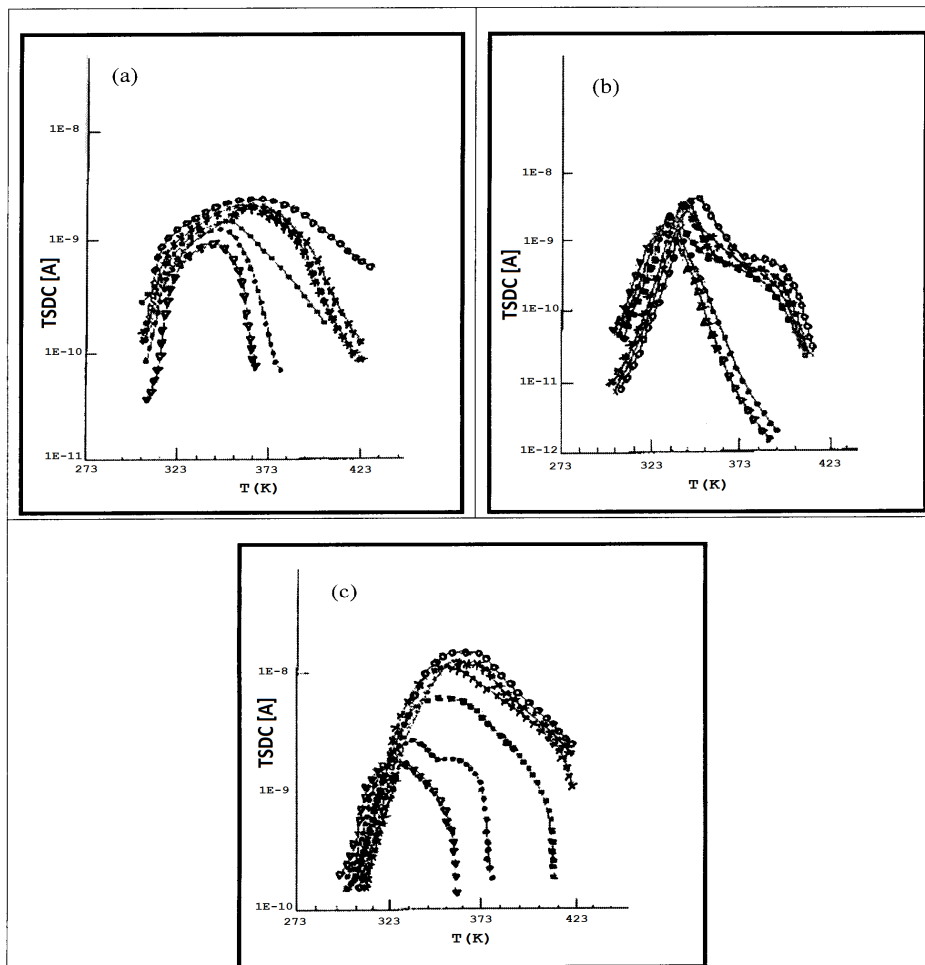 (a)
1E-8
1E-9
1E-10
1E-11
TSDC [A]
273 323 373 423
T (K)
(b)
1E-8
1E-9
1E-10
1E-11
1E-12
TSDC [A]
273 323 373 423
T (K)
(c)
1E-8
1E-9
1E-10
TSDC [A]
273 323 373 423
T (K)